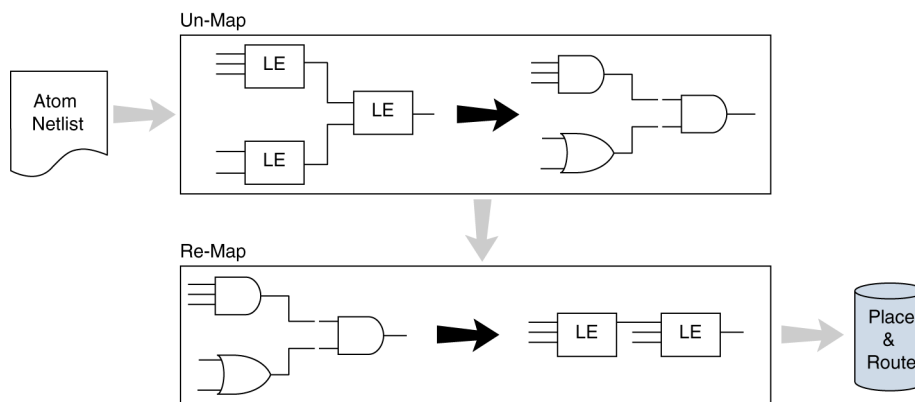 Un-Map
Atom
Netlist
LE
LE
LE
Re-Map
LE
LE
Place
&
Route